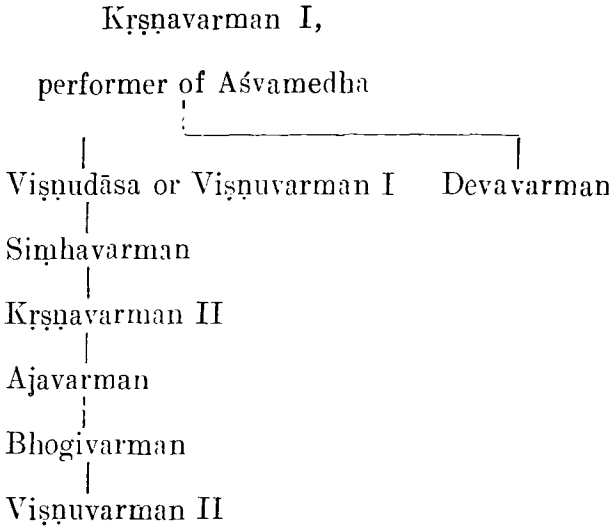 Kṛṣṇavarman I,
performer of Aśvamedha
Viṣṇudāsa or Viṣṇuvarman I Devavarman
Siṃhavarman
Kṛṣṇavarman II
Ajavarman
Bhogivarman
Viṣṇuvarman II